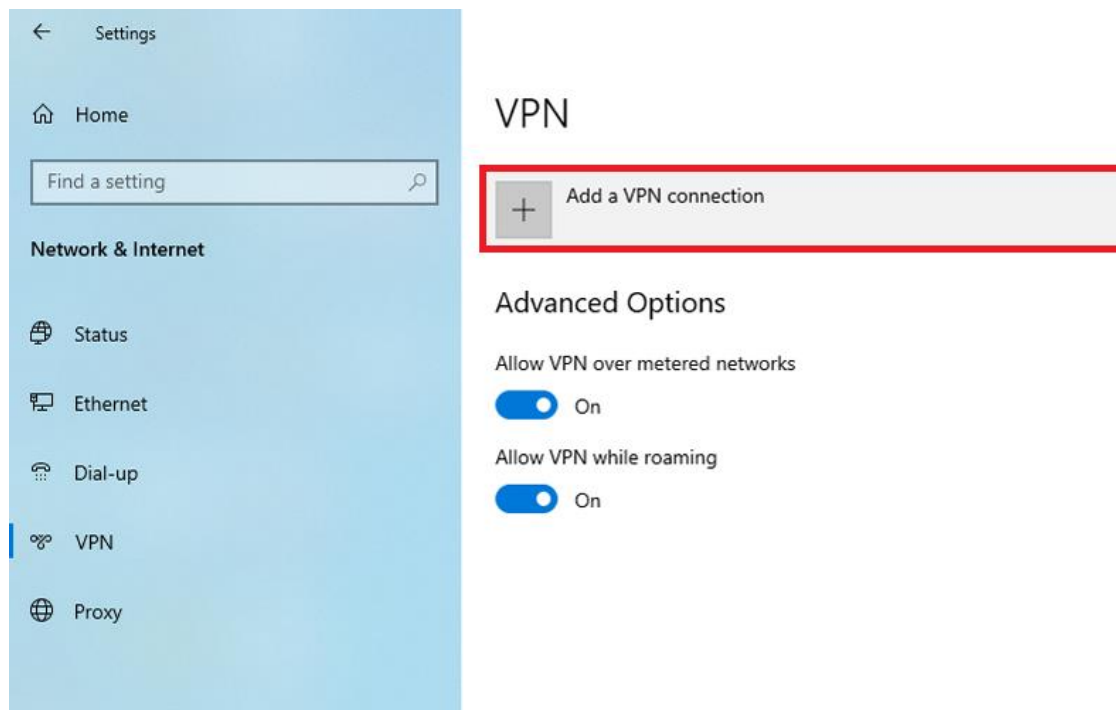 Settings
Home
Find a setting
Network & Internet
Status
Ethernet
Dial-up
VPN
Proxy
VPN
Add a VPN connection
Advanced Options
Allow VPN over metered networks
On
Allow VPN while roaming
On